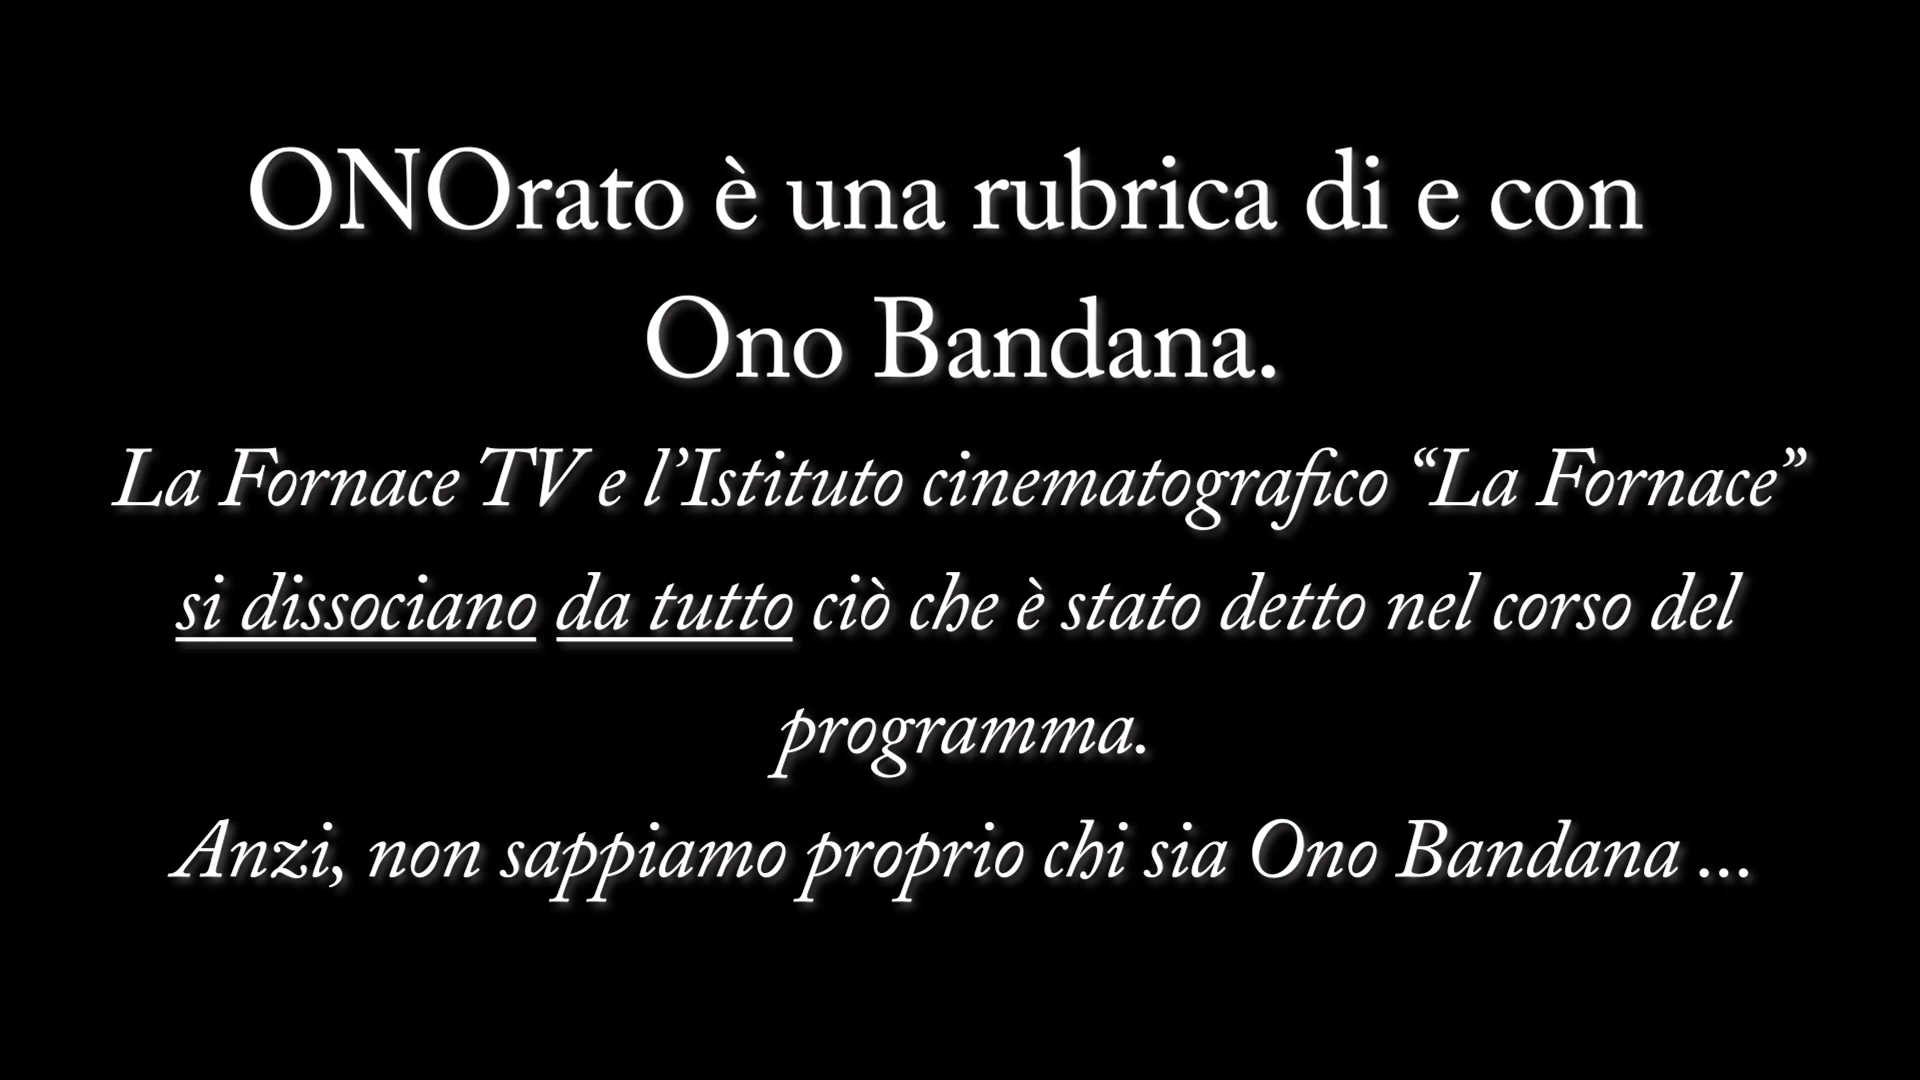 ONOrato è una rubrica di e con
Ono Bandana.
La Fornace TV e l’Istituto cinematografico “La Fornace”
si dissociano da tutto ciò che è stato detto nel corso del
programma.
Anzi, non sappiamo proprio chi sia Ono Bandana ...